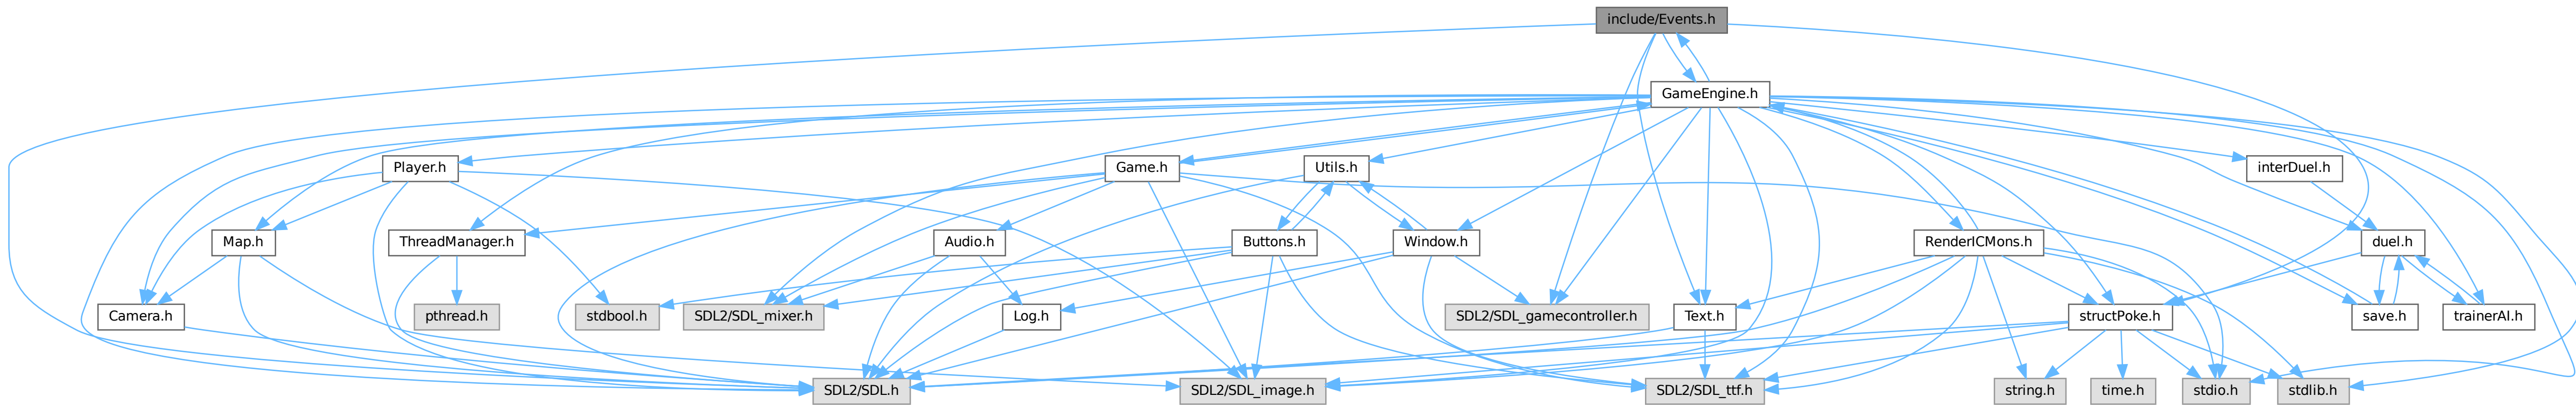 include/Events.h
GameEngine.h
Player.h
Game.h
Utils.h
interDuel.h
Map.h
ThreadManager.h
Audio.h
Buttons.h
Window.h
RenderICMons.h
duel.h
Camera.h
pthread.h
stdbool.h
SDL2/SDL_mixer.h
Log.h
SDL2/SDL_gamecontroller.h
Text.h
structPoke.h
save.h
trainerAI.h
SDL2/SDL.h
SDL2/SDL_image.h
SDL2/SDL_ttf.h
string.h
time.h
stdio.h
stdlib.h